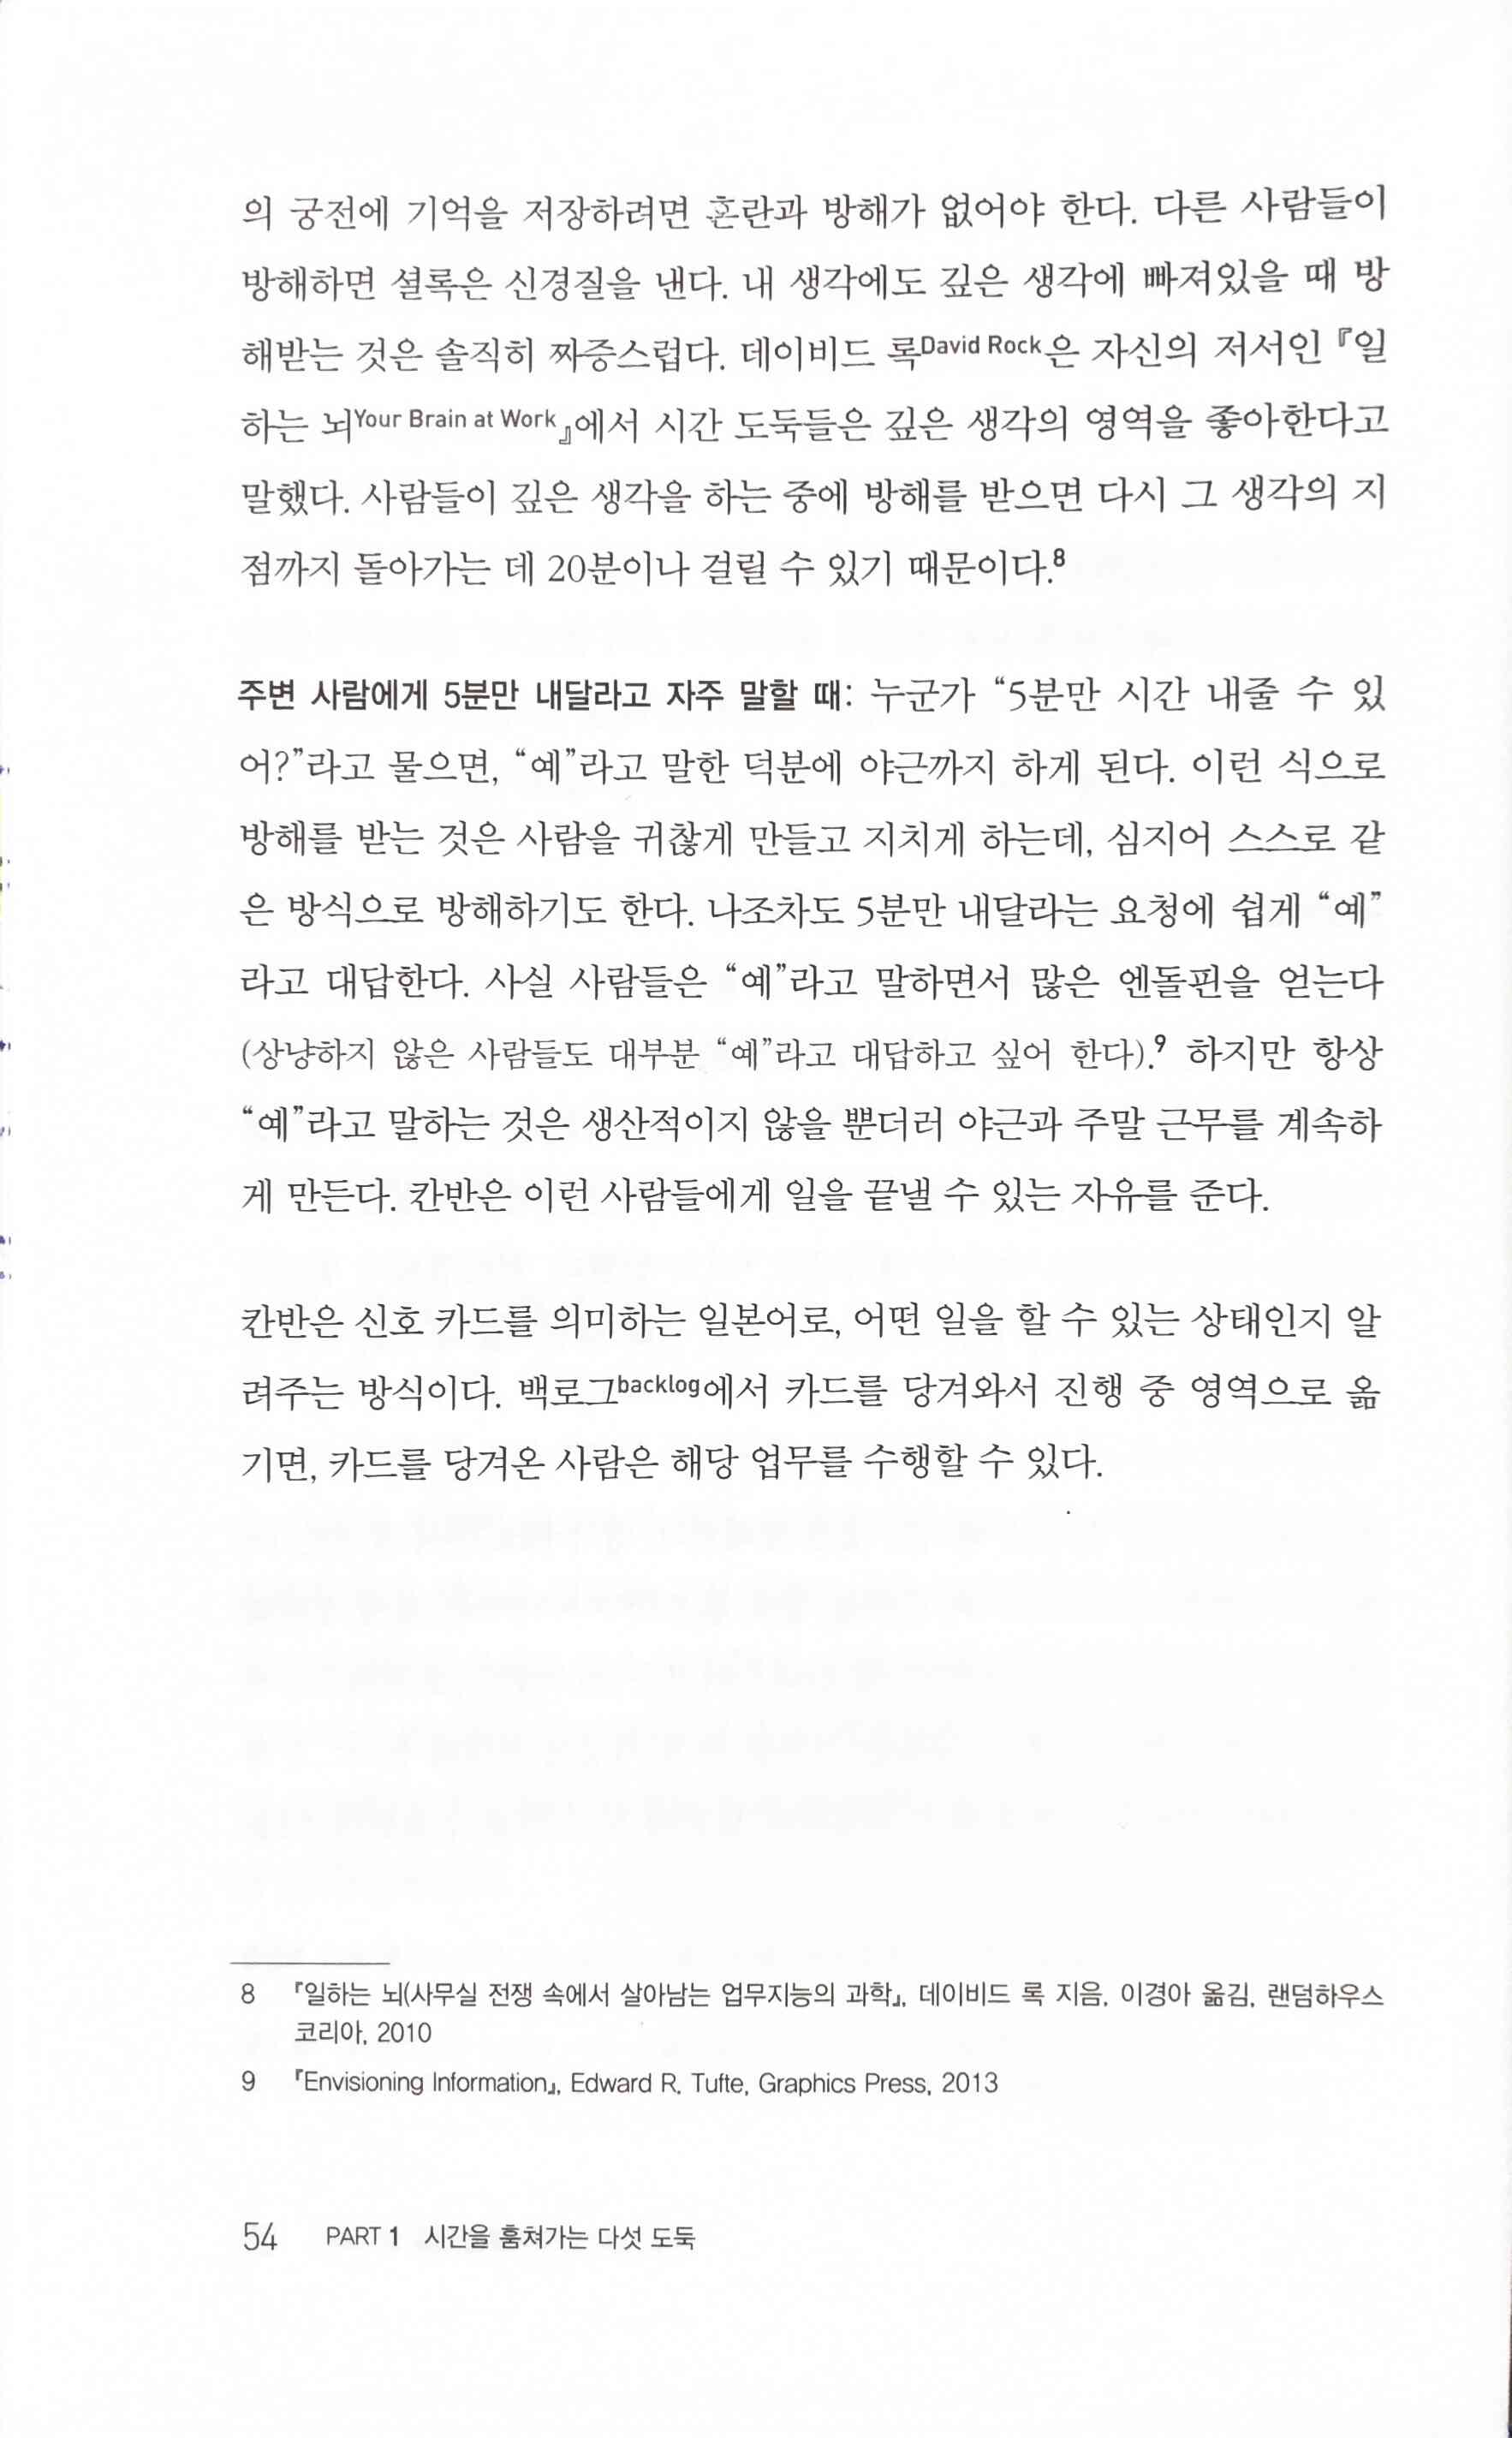 의 궁전에 기억을 저장하려면 혼란과 방해가 없어야 한다. 다른 사람들이
방해하면 셜록은 신경질을 낸다. 내 생각에도 깊은 생각에 빠져있을 때 방
해받는 것은 솔직히 짜증스럽다. 데이비드 록David Rock은 자신의 저서인 『일
하는 뇌Your Brain at Work』에서 시간 도둑들은 깊은 생각의 영역을 좋아한다고
말했다. 사람들이 깊은 생각을 하는 중에 방해를 받으면 다시 그 생각의 지
점까지 돌아가는 데 20분이나 걸릴 수 있기 때문이다.8
주변 사람에게 5분만 내달라고 자주 말할 때: 누군가 “5분만 시간 내줄 수 있
어?”라고 물으면, “예”라고 말한 덕분에 야근까지 하게 된다. 이런 식으로
방해를 받는 것은 사람을 귀찮게 만들고 지치게 하는데, 심지어 스스로 같
은 방식으로 방해하기도 한다. 나조차도 5분만 내달라는 요청에 쉽게 “예”
라고 대답한다. 사실 사람들은 “예”라고 말하면서 많은 엔돌핀을 얻는다
(상냥하지 않은 사람들도 대부분 “예”라고 대답하고 싶어 한다).9 하지만 항상
“예”라고 말하는 것은 생산적이지 않을 뿐더러 야근과 주말 근무를 계속하
게 만든다. 칸반은 이런 사람들에게 일을 끝낼 수 있는 자유를 준다.
칸반은 신호 카드를 의미하는 일본어로, 어떤 일을 할 수 있는 상태인지 알
려주는 방식이다. 백로그backlog에서 카드를 당겨와서 진행 중 영역으로 옮
기면, 카드를 당겨온 사람은 해당 업무를 수행할 수 있다.
8 『일하는 뇌(사무실 전쟁 속에서 살아남는 업무지능의 과학』, 데이비드 록 지음, 이경아 옮김, 랜덤하우스
코리아, 2010
9 『Envisioning Information』, Edward R. Tufte, Graphics Press, 2013
54 PART 1 시간을 훔쳐가는 다섯 도둑